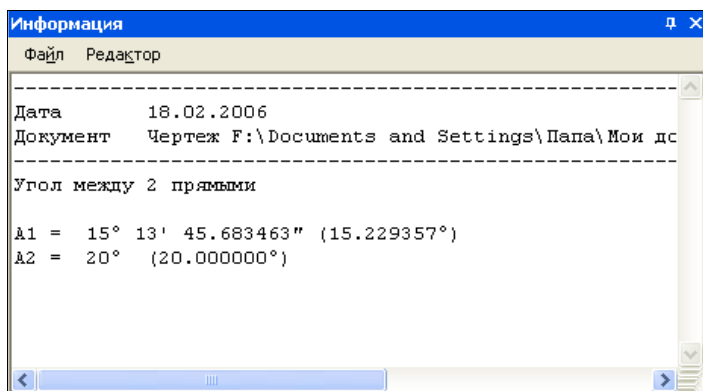 Информация
Файл Редактор
Дата 18.02.2006
Документ Чертеж F:\Documents and Settings\Папа\Мои до
Угол между 2 прямыми
A1 = 15° 13' 45.683463" (15.229357°)
A2 = 20° (20.000000°)